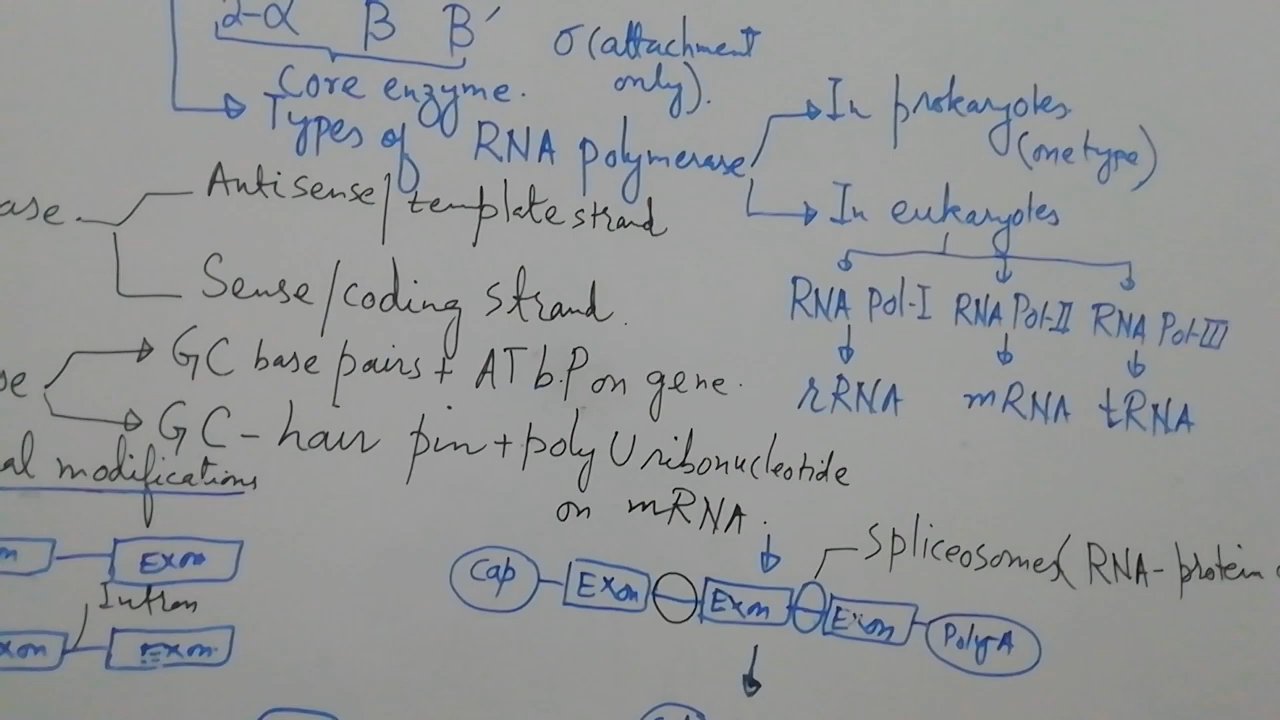 2-α β β′ σ (attachment
only).
Core enzyme.
Types of RNA polymerase
In prokaryotes
(one type)
In eukaryotes
RNA Pol-I RNA Pol-II RNA Pol-III
rRNA mRNA tRNA
Antisense/template strand
Sense/coding strand.
GC base pairs + AT b.P on gene.
GC-hair pin + poly U ribonucleotide
on mRNA.
al modifications
Exon
Intron
Exon
Spliceosomes (RNA-protein
Cap Exon Exon Exon Poly-A